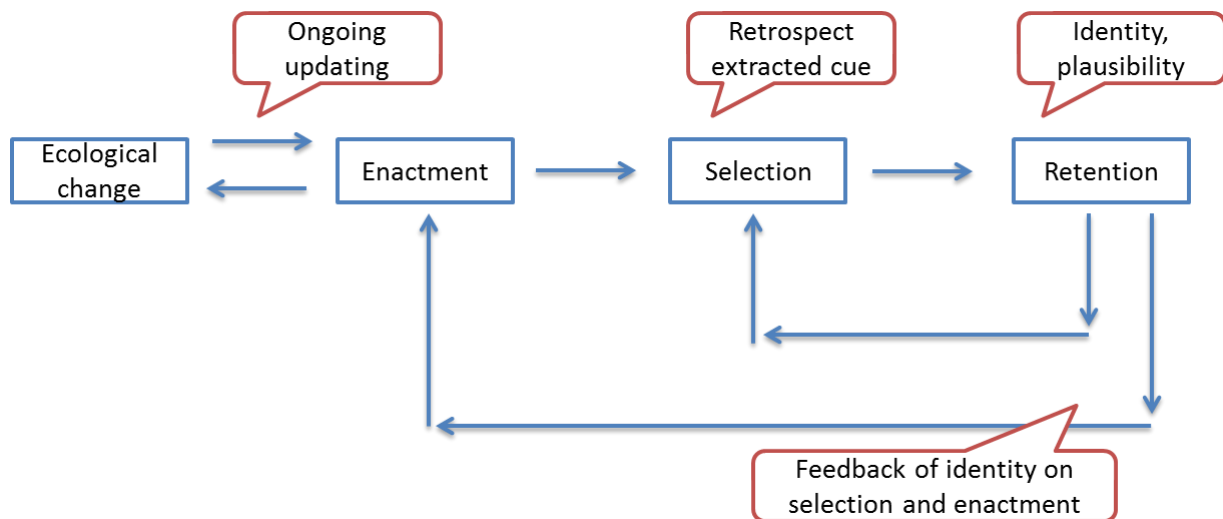 Ongoing
updating
Retrospect
extracted cue
Identity,
plausibility
Ecological
change
Enactment
Selection
Retention
Feedback of identity on
selection and enactment